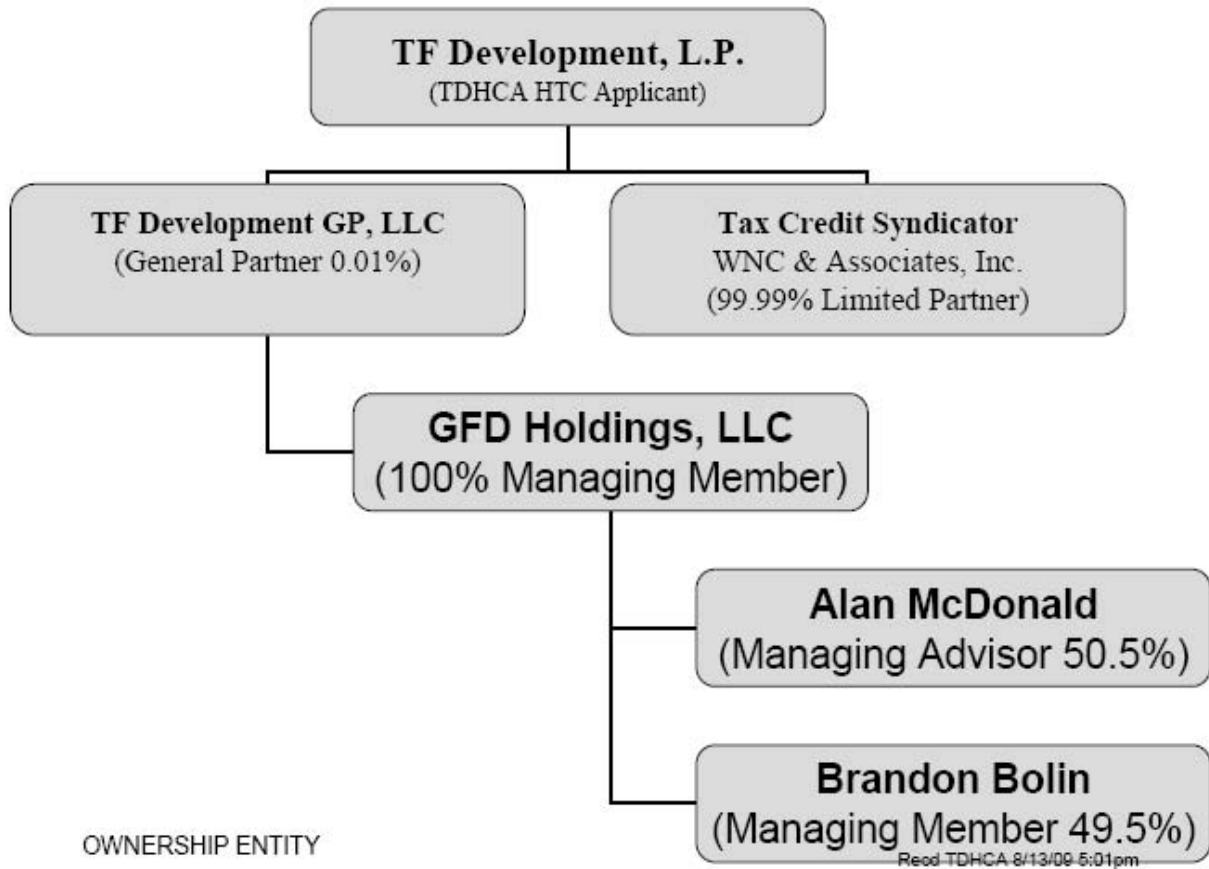 TF Development, L.P.
(TDHCA HTC Applicant)
TF Development GP, LLC
(General Partner 0.01%)
Tax Credit Syndicator
WNC & Associates, Inc.
(99.99% Limited Partner)
GFD Holdings, LLC
(100% Managing Member)
Alan McDonald
(Managing Advisor 50.5%)
Brandon Bolin
(Managing Member 49.5%)
OWNERSHIP ENTITY
Recd TDHCA 8/13/09 5:01pm